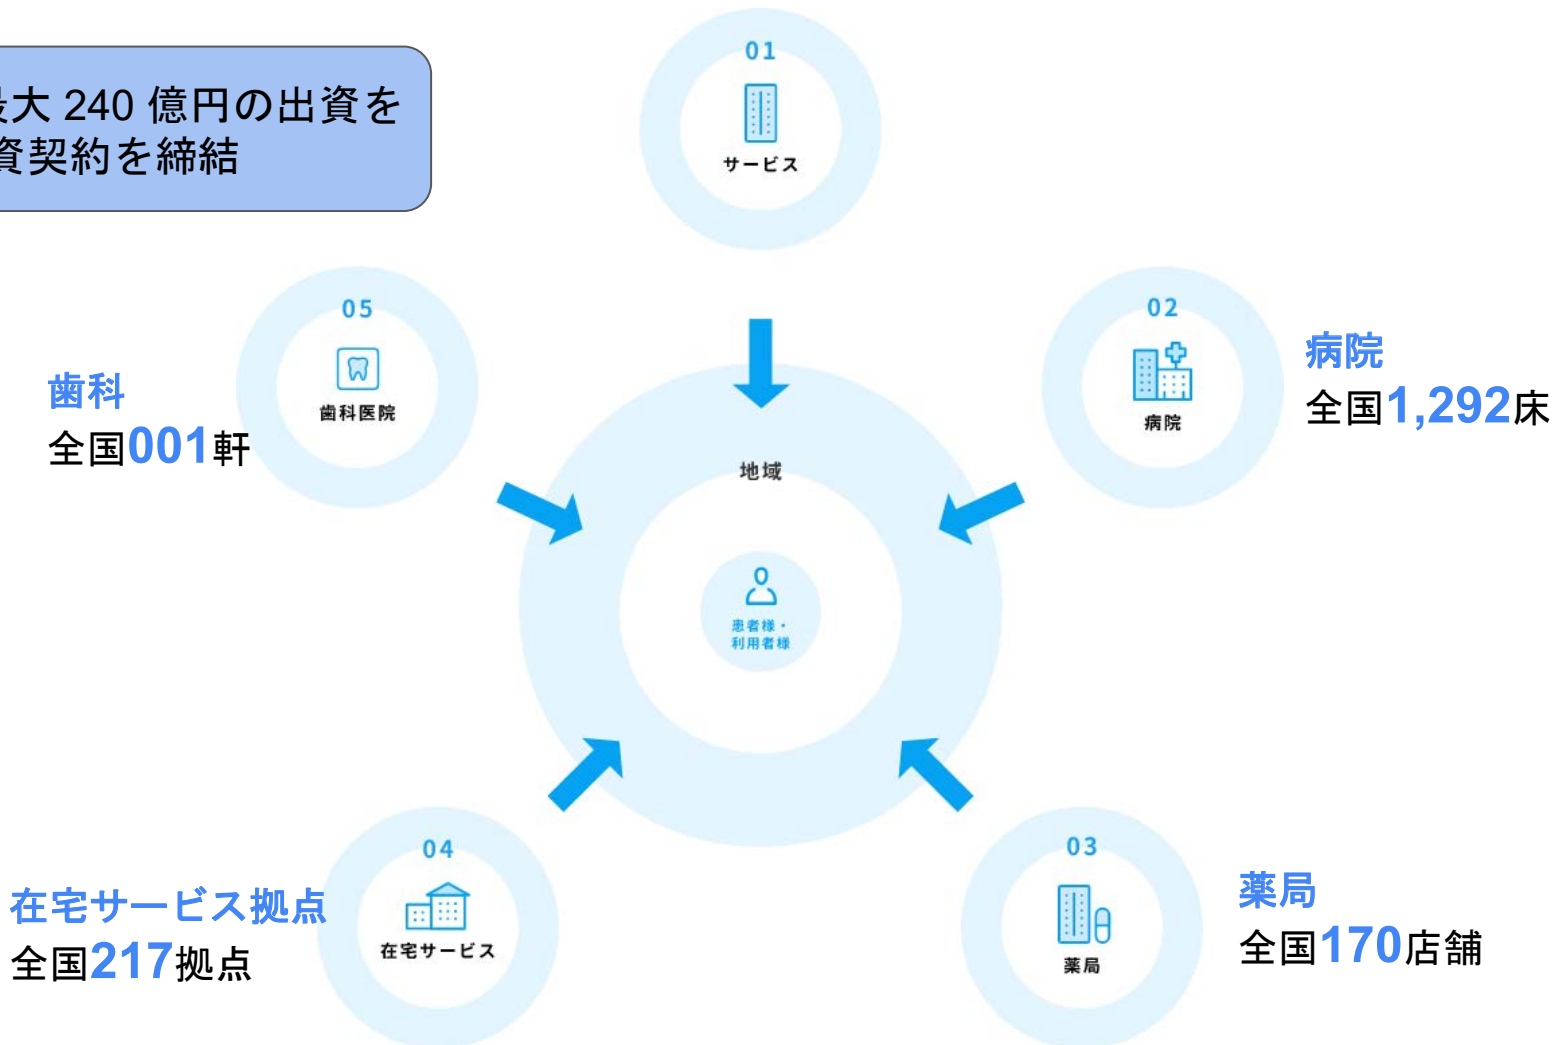 大 240 億円の出資を
資契約を締結
01
サービス
05
歯科医院
02
病院
歯科
全国001軒
病院
全国1,292床
地域
患者様・
利用者様
04
在宅サービス
03
薬局
在宅サービス拠点
全国217拠点
薬局
全国170店舗